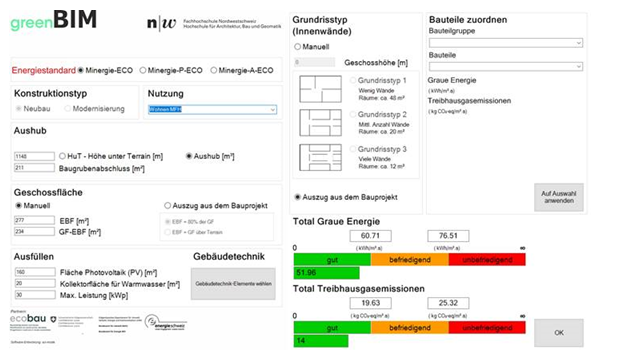 greenBIM
n|w Fachhochschule Nordwestschweiz
Hochschule für Architektur, Bau und Geomatik
Energiestandard Minergie-ECO Minergie-P-ECO Minergie-A-ECO
Konstruktionstyp
Neubau Modernisierung
Nutzung
Wohnen MFH
Aushub
1148 HuT - Höhe unter Terrain [m] Aushub [m³]
211 Baugrubenabschluss [m²]
Geschossfläche
Manuell Auszug aus dem Bauprojekt
277 EBF [m²]
234 GF-EBF [m²]
EBF = 80% der GF
EBF = GF über Terrain
Ausfüllen
160 Fläche Photovoltaik (PV) [m²]
20 Kollektorfläche für Warmwasser [m²]
30 Max. Leistung [kWp]
Gebäudetechnik
Gebäudetechnik-Elemente wählen
Partners
ecobau
energieschweiz
Grundrisstyp
(Innenwände)
Manuell
0 Geschosshöhe [m]
Grundrisstyp 1
Wenig Wände
Räume: ca. 48 m²
Grundrisstyp 2
Mittl. Anzahl Wände
Räume: ca. 20 m²
Grundrisstyp 3
Viele Wände
Räume: ca. 12 m²
Auszug aus dem Bauprojekt
Bauteile zuordnen
Bauteilgruppe
Bauteile
Graue Energie
( kWh/m² a)
Treibhausgasemissionen
( kg CO₂-eq/m² a)
Auf Auswahl
anwenden
Total Graue Energie
60.71 76.51
0 ( kWh/m² a) ( kWh/m² a) ∞
gut befriedigend unbefriedigend
51.96
Total Treibhausgasemissionen
19.63 25.32
0 ( kg CO₂-eq/m² a) ( kg CO₂-eq/m² a) ∞
gut befriedigend unbefriedigend
14
OK